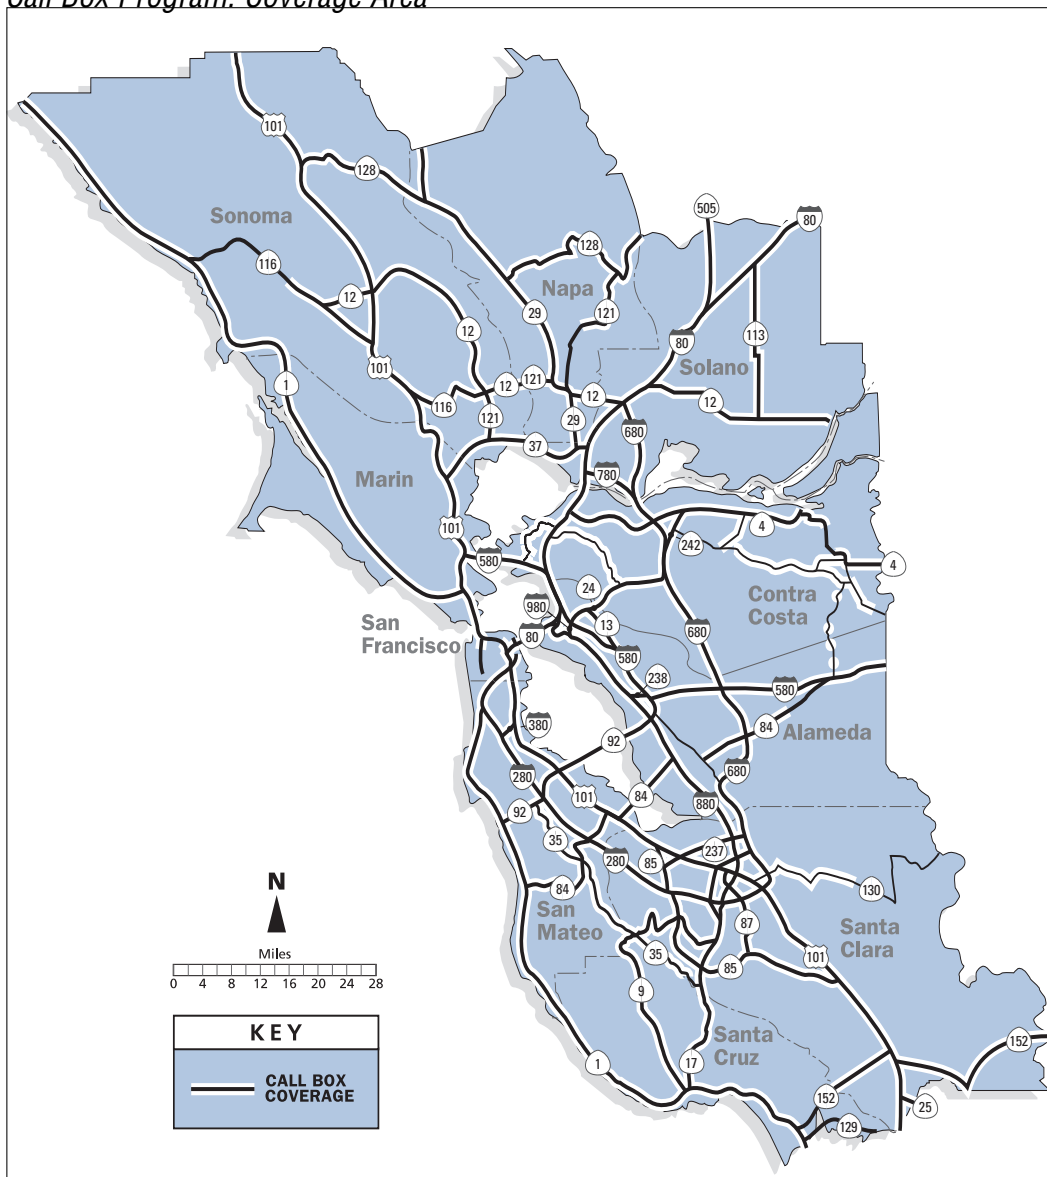 Call Box Program: Coverage Area
101
128
Sonoma
505
80
116
128
Napa
12
29
121
12
113
80
Solano
101
1
121
12
12
12
116
121
29
680
37
Marin
780
101
4
242
580
4
24
Contra
Costa
980
San
Francisco
13
680
80
580
238
580
380
84
Alameda
92
280
680
101
84
880
92
35
237
280
85
84
130
San
Mateo
87
Santa
Clara
N
35
101
85
Miles
0 4 8 12 16 20 24 28
9
KEY
Santa
Cruz
152
1
17
CALL BOX
COVERAGE
152
25
129